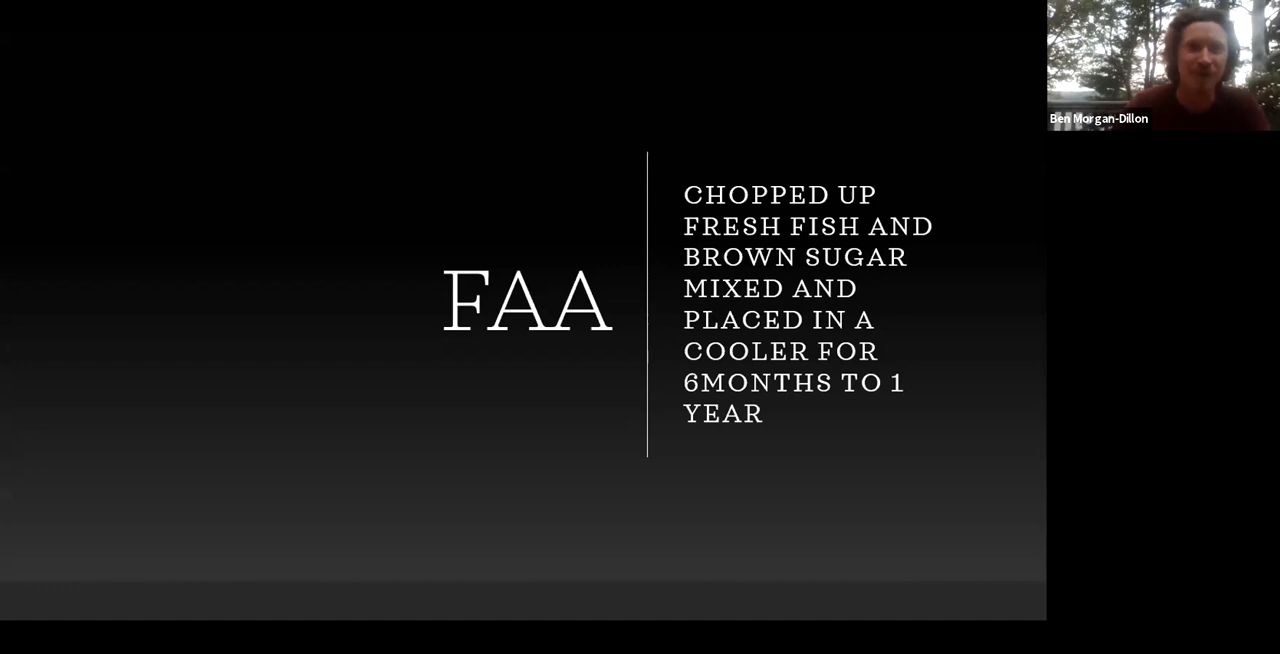 Ben Morgan-Dillon
FAA
CHOPPED UP
FRESH FISH AND
BROWN SUGAR
MIXED AND
PLACED IN A
COOLER FOR
6MONTHS TO 1
YEAR